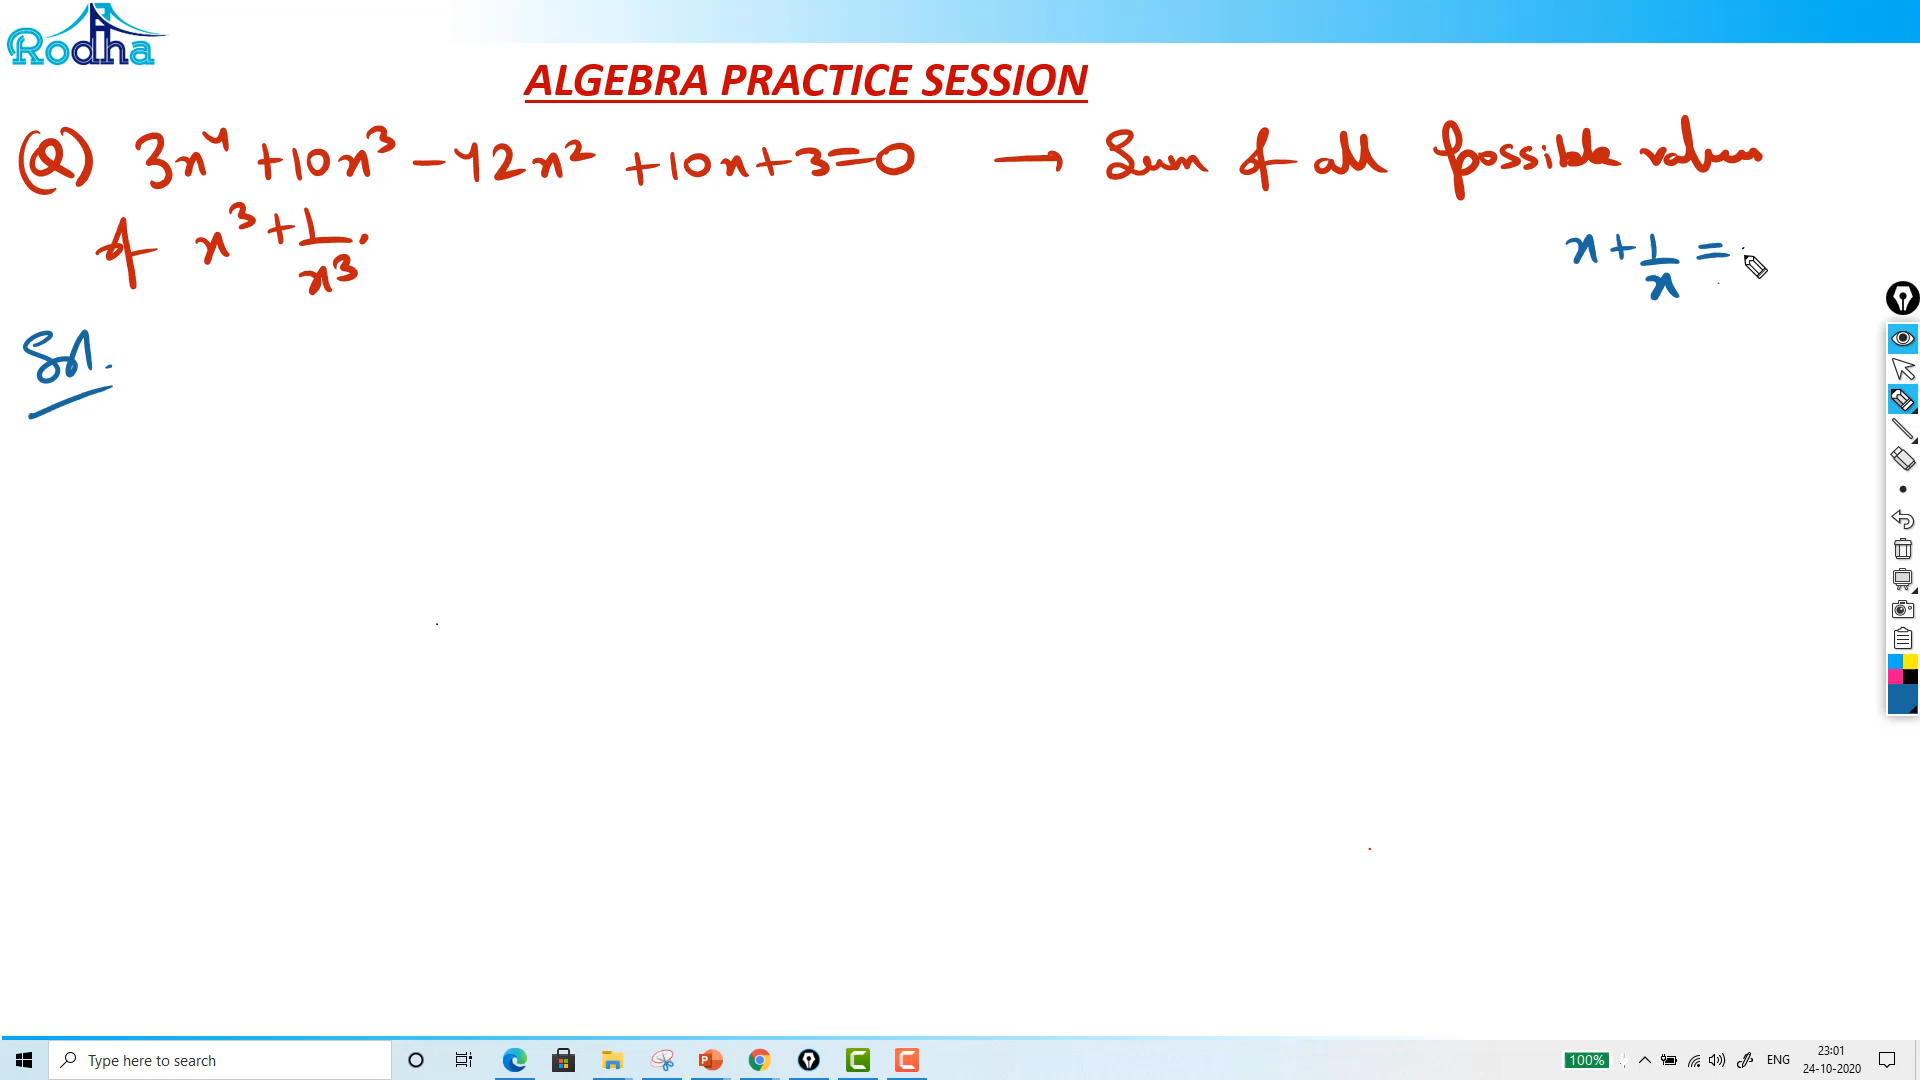 Rodha
ALGEBRA PRACTICE SESSION
(Q) 3x⁴ + 10x³ - 42x² + 10x + 3 = 0 → Sum of all possible values
of x³ + 1/x³.
x + 1/x =
Sol.
Type here to search
100%
ENG
23:01
24-10-2020